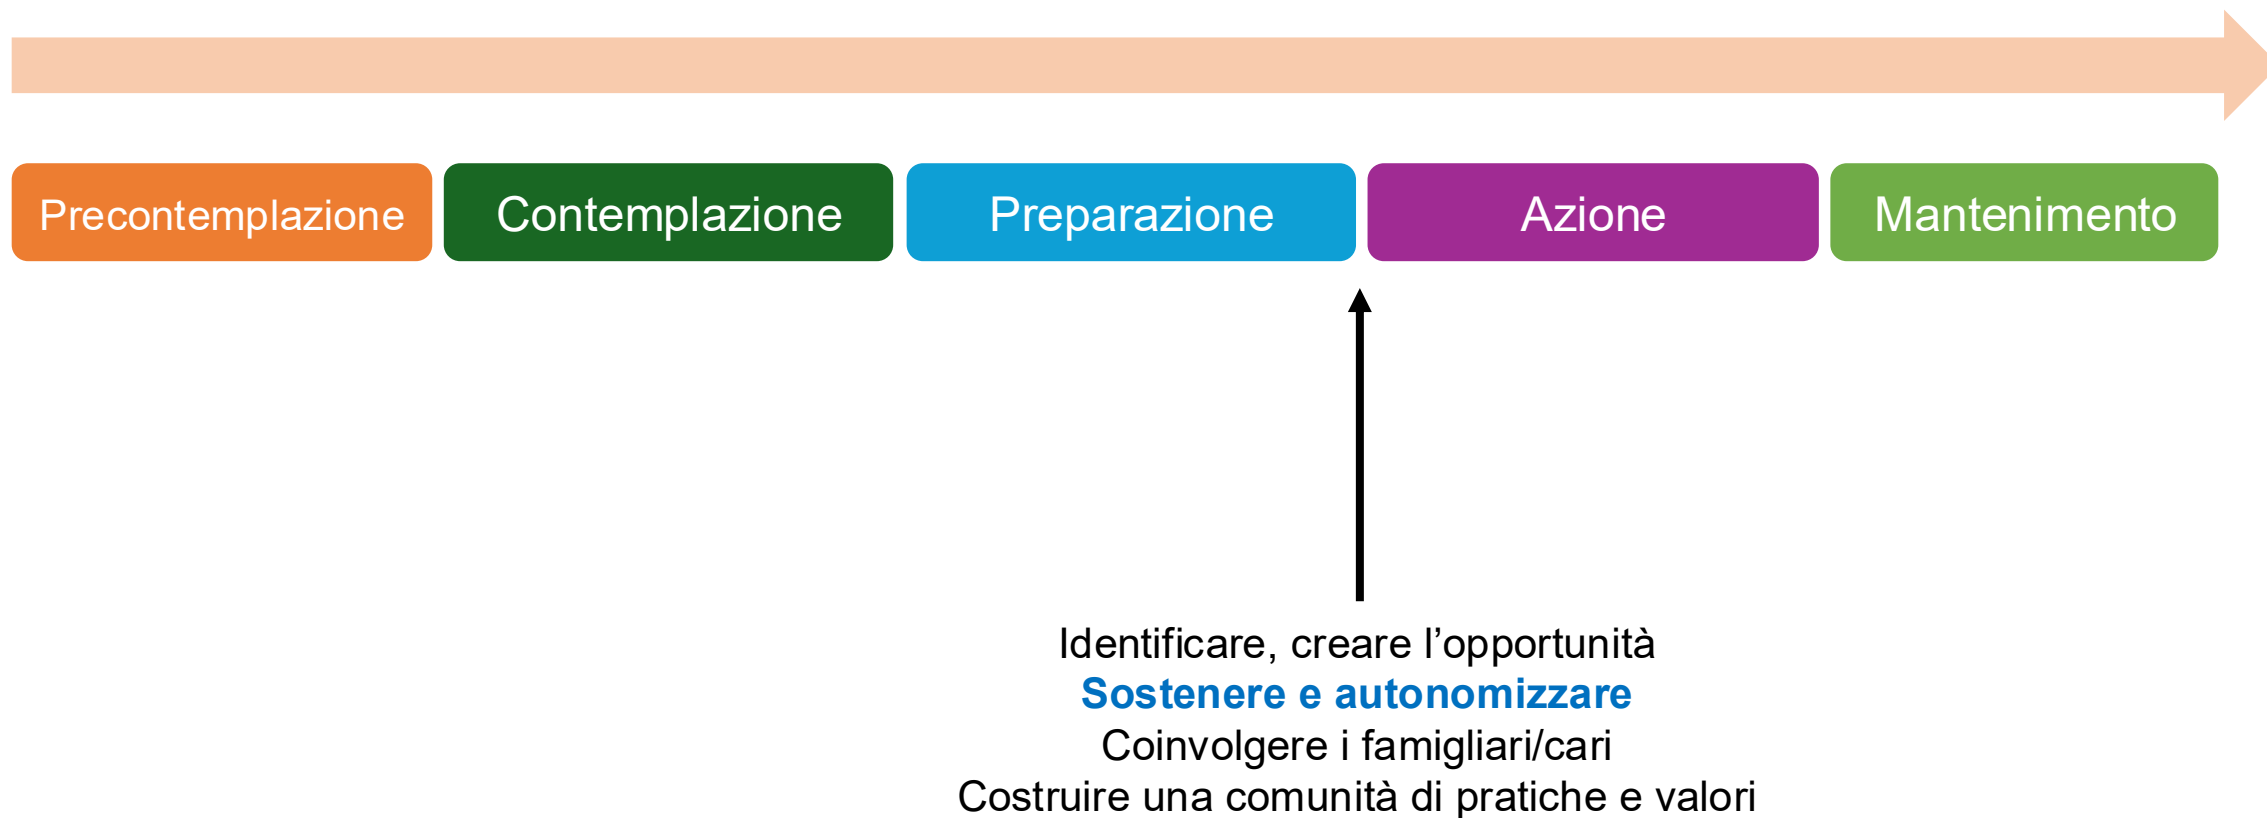 Precontemplazione
Contemplazione
Preparazione
Azione
Mantenimento
Identificare, creare l’opportunità
Sostenere e autonomizzare
Coinvolgere i famigliari/cari
Costruire una comunità di pratiche e valori